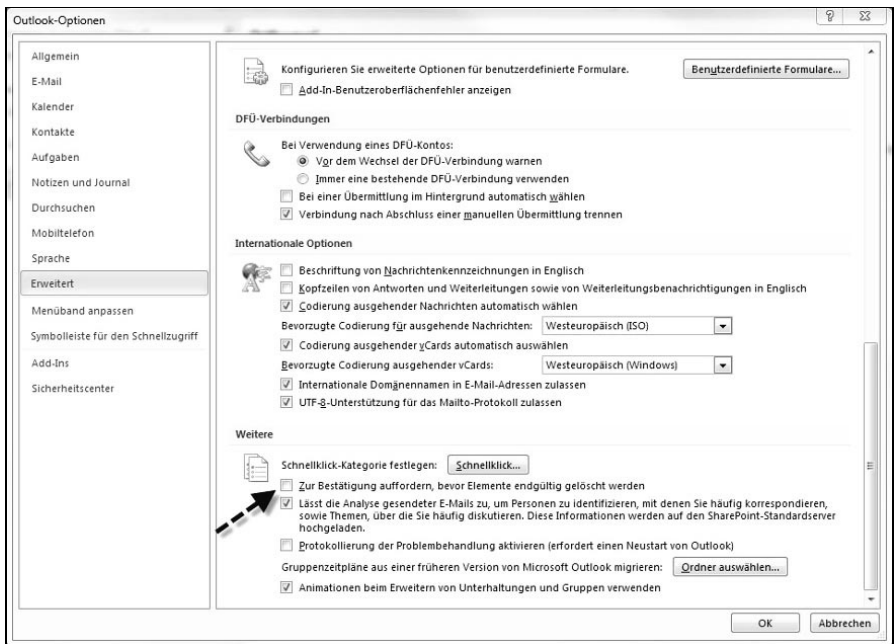 Outlook-Optionen
Allgemein
E-Mail
Kalender
Kontakte
Aufgaben
Notizen und Journal
Durchsuchen
Mobiltelefon
Sprache
Erweitert
Menüband anpassen
Symbolleiste für den Schnellzugriff
Add-Ins
Sicherheitscenter
Konfigurieren Sie erweiterte Optionen für benutzerdefinierte Formulare. Benutzerdefinierte Formulare...
Add-In-Benutzeroberflächenfehler anzeigen
DFÜ-Verbindungen
Bei Verwendung eines DFÜ-Kontos:
Vor dem Wechsel der DFÜ-Verbindung warnen
Immer eine bestehende DFÜ-Verbindung verwenden
Bei einer Übermittlung im Hintergrund automatisch wählen
Verbindung nach Abschluss einer manuellen Übermittlung trennen
Internationale Optionen
Beschriftung von Nachrichtenkennzeichnungen in Englisch
Kopfzeilen von Antworten und Weiterleitungen sowie von Weiterleitungsbenachrichtigungen in Englisch
Codierung ausgehender Nachrichten automatisch wählen
Bevorzugte Codierung für ausgehende Nachrichten: Westeuropäisch (ISO)
Codierung ausgehender vCards automatisch auswählen
Bevorzugte Codierung ausgehender vCards: Westeuropäisch (Windows)
Internationale Domänennamen in E-Mail-Adressen zulassen
UTF-8-Unterstützung für das Mailto-Protokoll zulassen
Weitere
Schnellklick-Kategorie festlegen: Schnellklick...
Zur Bestätigung auffordern, bevor Elemente endgültig gelöscht werden
Lässt die Analyse gesendeter E-Mails zu, um Personen zu identifizieren, mit denen Sie häufig korrespondieren,
sowie Themen, über die Sie häufig diskutieren. Diese Informationen werden auf den SharePoint-Standardserver
hochgeladen.
Protokollierung der Problembehandlung aktivieren (erfordert einen Neustart von Outlook)
Gruppenzeitpläne aus einer früheren Version von Microsoft Outlook migrieren: Ordner auswählen...
Animationen beim Erweitern von Unterhaltungen und Gruppen verwenden
OK Abbrechen